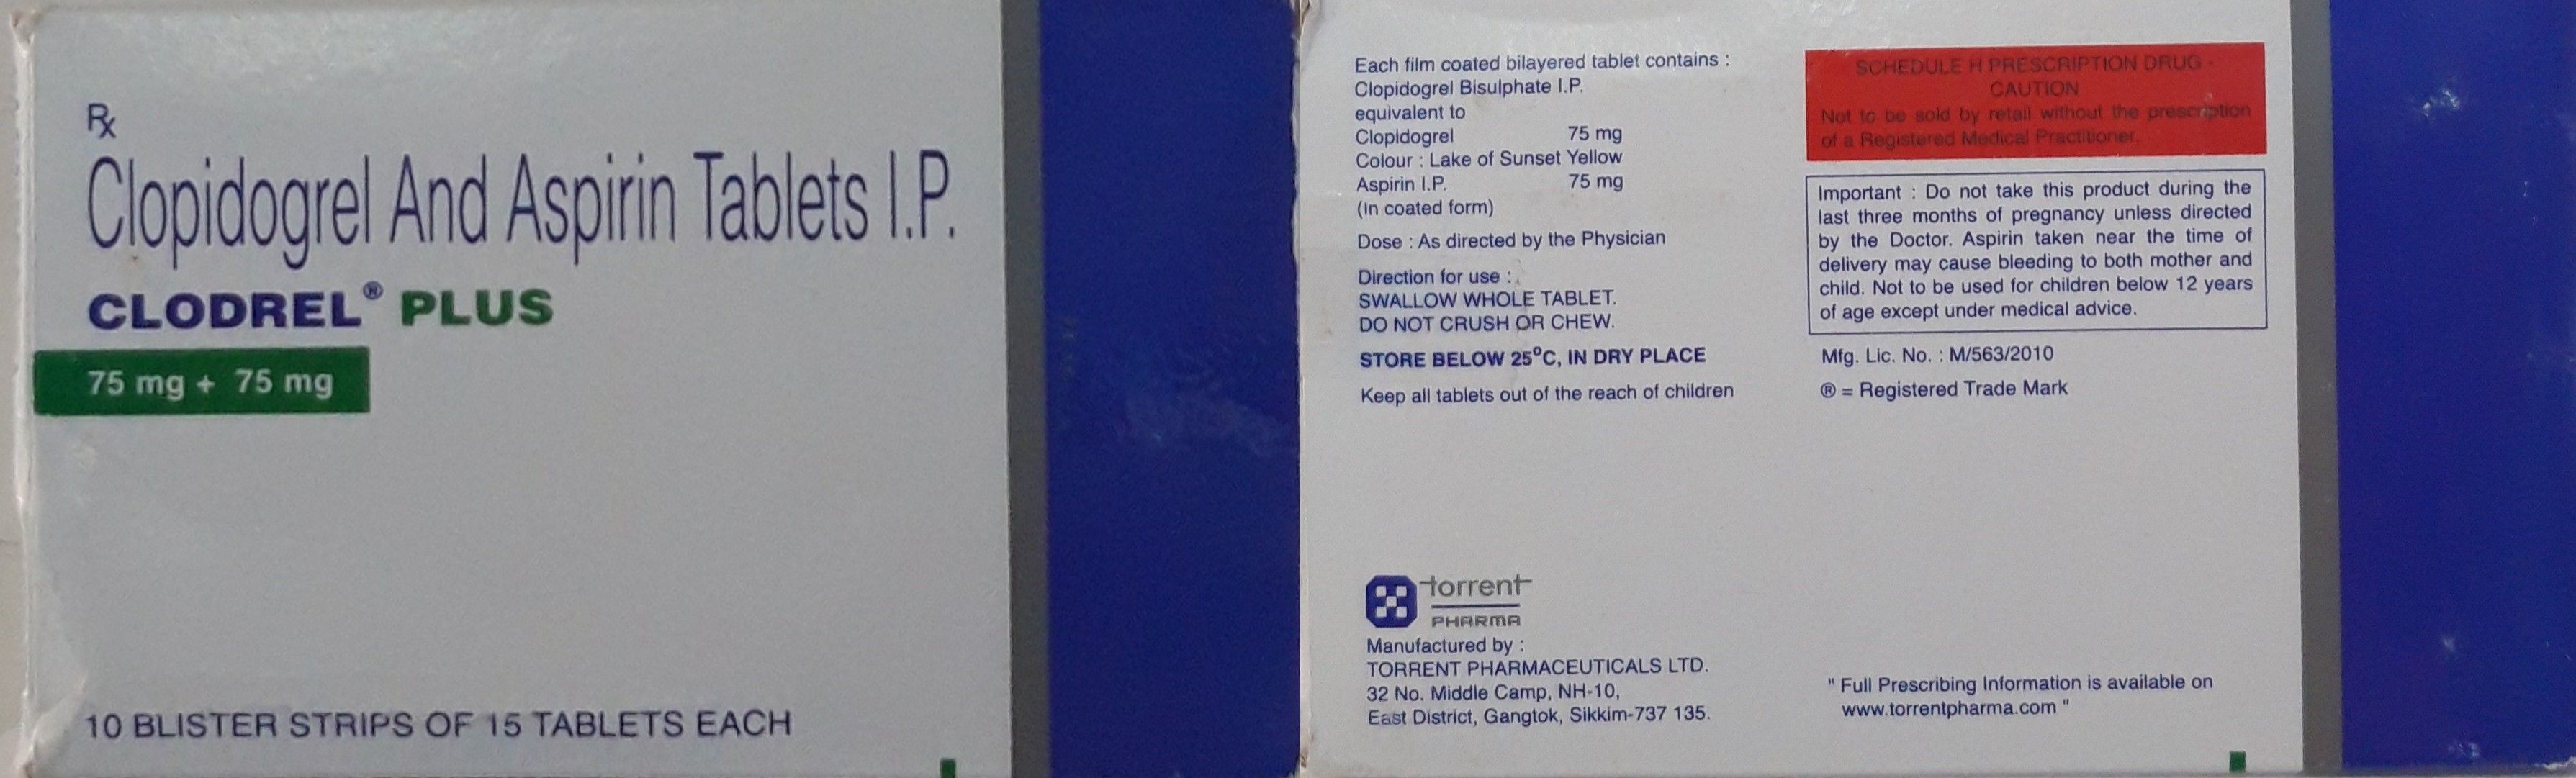 Rx
Clopidogrel And Aspirin Tablets I.P.
CLODREL® PLUS
75 mg + 75 mg
10 BLISTER STRIPS OF 15 TABLETS EACH
Each film coated bilayered tablet contains :
Clopidogrel Bisulphate I.P.
equivalent to
Clopidogrel 75 mg
Colour : Lake of Sunset Yellow
Aspirin I.P. 75 mg
(in coated form)
Dose : As directed by the Physician
Direction for use :
SWALLOW WHOLE TABLET.
DO NOT CRUSH OR CHEW.
STORE BELOW 25°C, IN DRY PLACE
Keep all tablets out of the reach of children
torrent
PHARMA
Manufactured by :
TORRENT PHARMACEUTICALS LTD.
32 No. Middle Camp, NH-10,
East District, Gangtok, Sikkim-737 135.
SCHEDULE H PRESCRIPTION DRUG -
CAUTION
Not to be sold by retail without the prescription
of a Registered Medical Practitioner.
Important : Do not take this product during the
last three months of pregnancy unless directed
by the Doctor. Aspirin taken near the time of
delivery may cause bleeding to both mother and
child. Not to be used for children below 12 years
of age except under medical advice.
Mfg. Lic. No. : M/563/2010
® = Registered Trade Mark
" Full Prescribing Information is available on
www.torrentpharma.com "